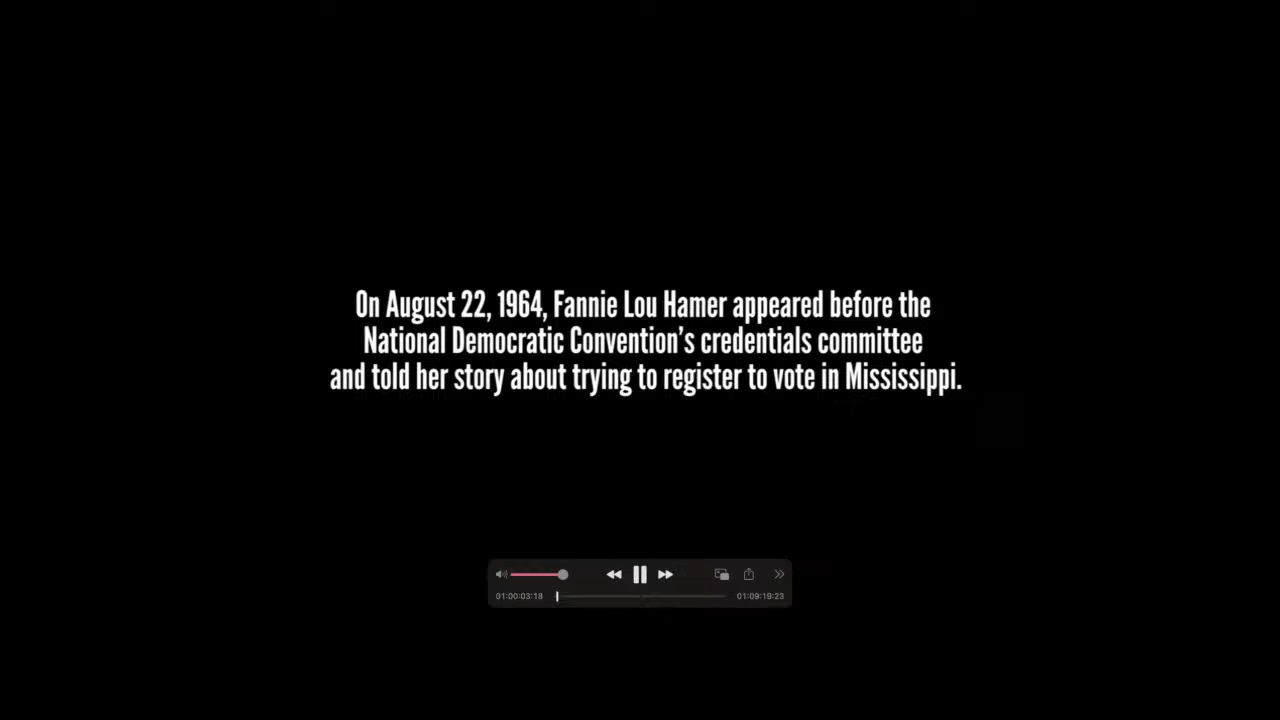 On August 22, 1964, Fannie Lou Hamer appeared before the
National Democratic Convention’s credentials committee
and told her story about trying to register to vote in Mississippi.
01:00:03:18
01:09:19:23